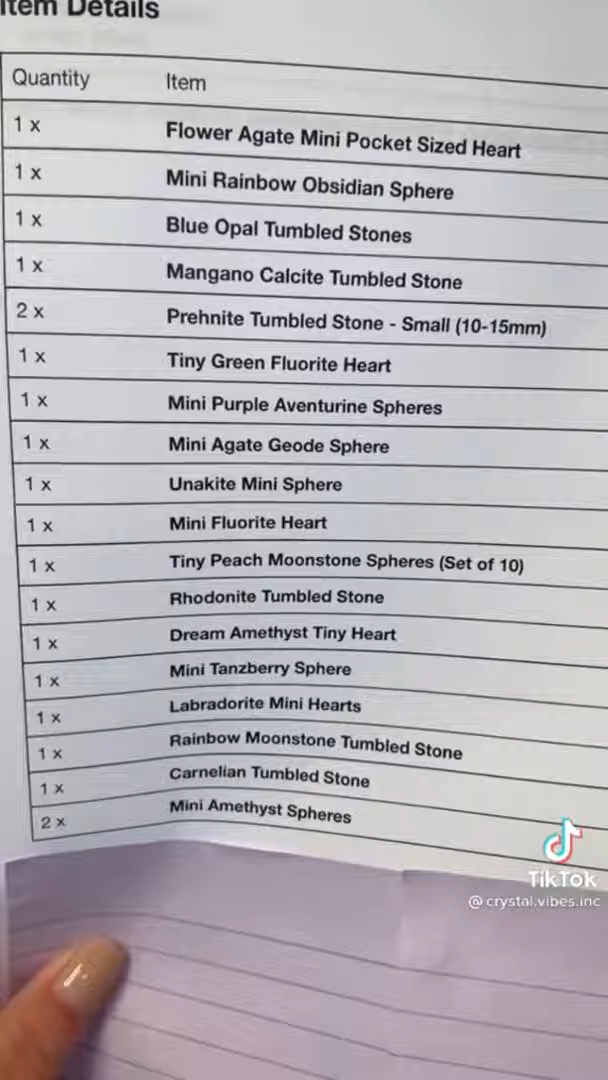 Item Details
Quantity Item
1 x Flower Agate Mini Pocket Sized Heart
1 x Mini Rainbow Obsidian Sphere
1 x Blue Opal Tumbled Stones
1 x Mangano Calcite Tumbled Stone
2 x Prehnite Tumbled Stone - Small (10-15mm)
1 x Tiny Green Fluorite Heart
1 x Mini Purple Aventurine Spheres
1 x Mini Agate Geode Sphere
1 x Unakite Mini Sphere
1 x Mini Fluorite Heart
1 x Tiny Peach Moonstone Spheres (Set of 10)
1 x Rhodonite Tumbled Stone
1 x Dream Amethyst Tiny Heart
1 x Mini Tanzberry Sphere
1 x Labradorite Mini Hearts
1 x Rainbow Moonstone Tumbled Stone
1 x Carnelian Tumbled Stone
2 x Mini Amethyst Spheres
TikTok
@crystal.vibes.inc